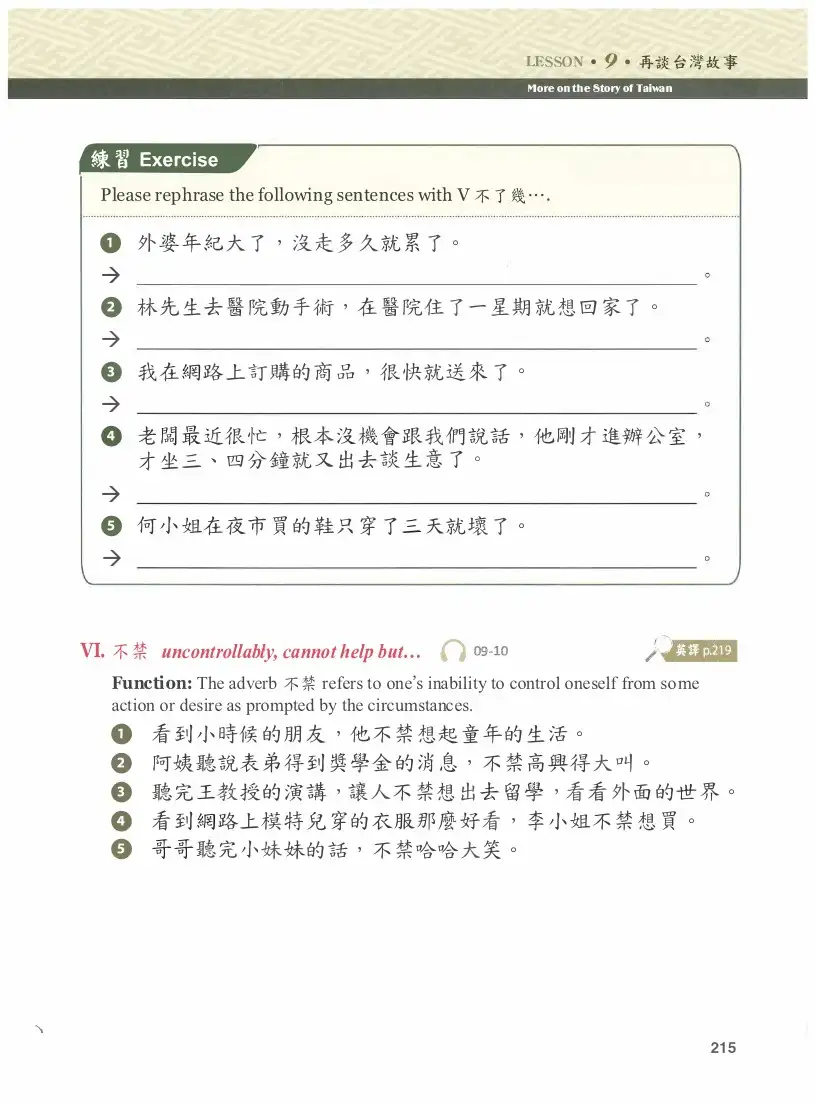 LESSON • 9 • 再談台灣故事
More on the Story of Taiwan
練習 Exercise
Please rephrase the following sentences with V 不了幾….
1 外婆年紀大了，沒走多久就累了。
→ ______。
2 林先生去醫院動手術，在醫院住了一星期就想回家了。
→ ______。
3 我在網路上訂購的商品，很快就送來了。
→ ______。
4 老闆最近很忙，根本沒機會跟我們說話，他剛才進辦公室，
才坐三、四分鐘就又出去談生意了。
→ ______。
5 何小姐在夜市買的鞋只穿了三天就壞了。
→ ______。
VI. 不禁 uncontrollably, cannot help but… 09-10 英譯 p.219
Function: The adverb 不禁 refers to one's inability to control oneself from some
action or desire as prompted by the circumstances.
1 看到小時候的朋友，他不禁想起童年的生活。
2 阿姨聽說表弟得到獎學金的消息，不禁高興得大叫。
3 聽完王教授的演講，讓人不禁想出去留學，看看外面的世界。
4 看到網路上模特兒穿的衣服那麼好看，李小姐不禁想買。
5 哥哥聽完小妹妹的話，不禁哈哈大笑。
215